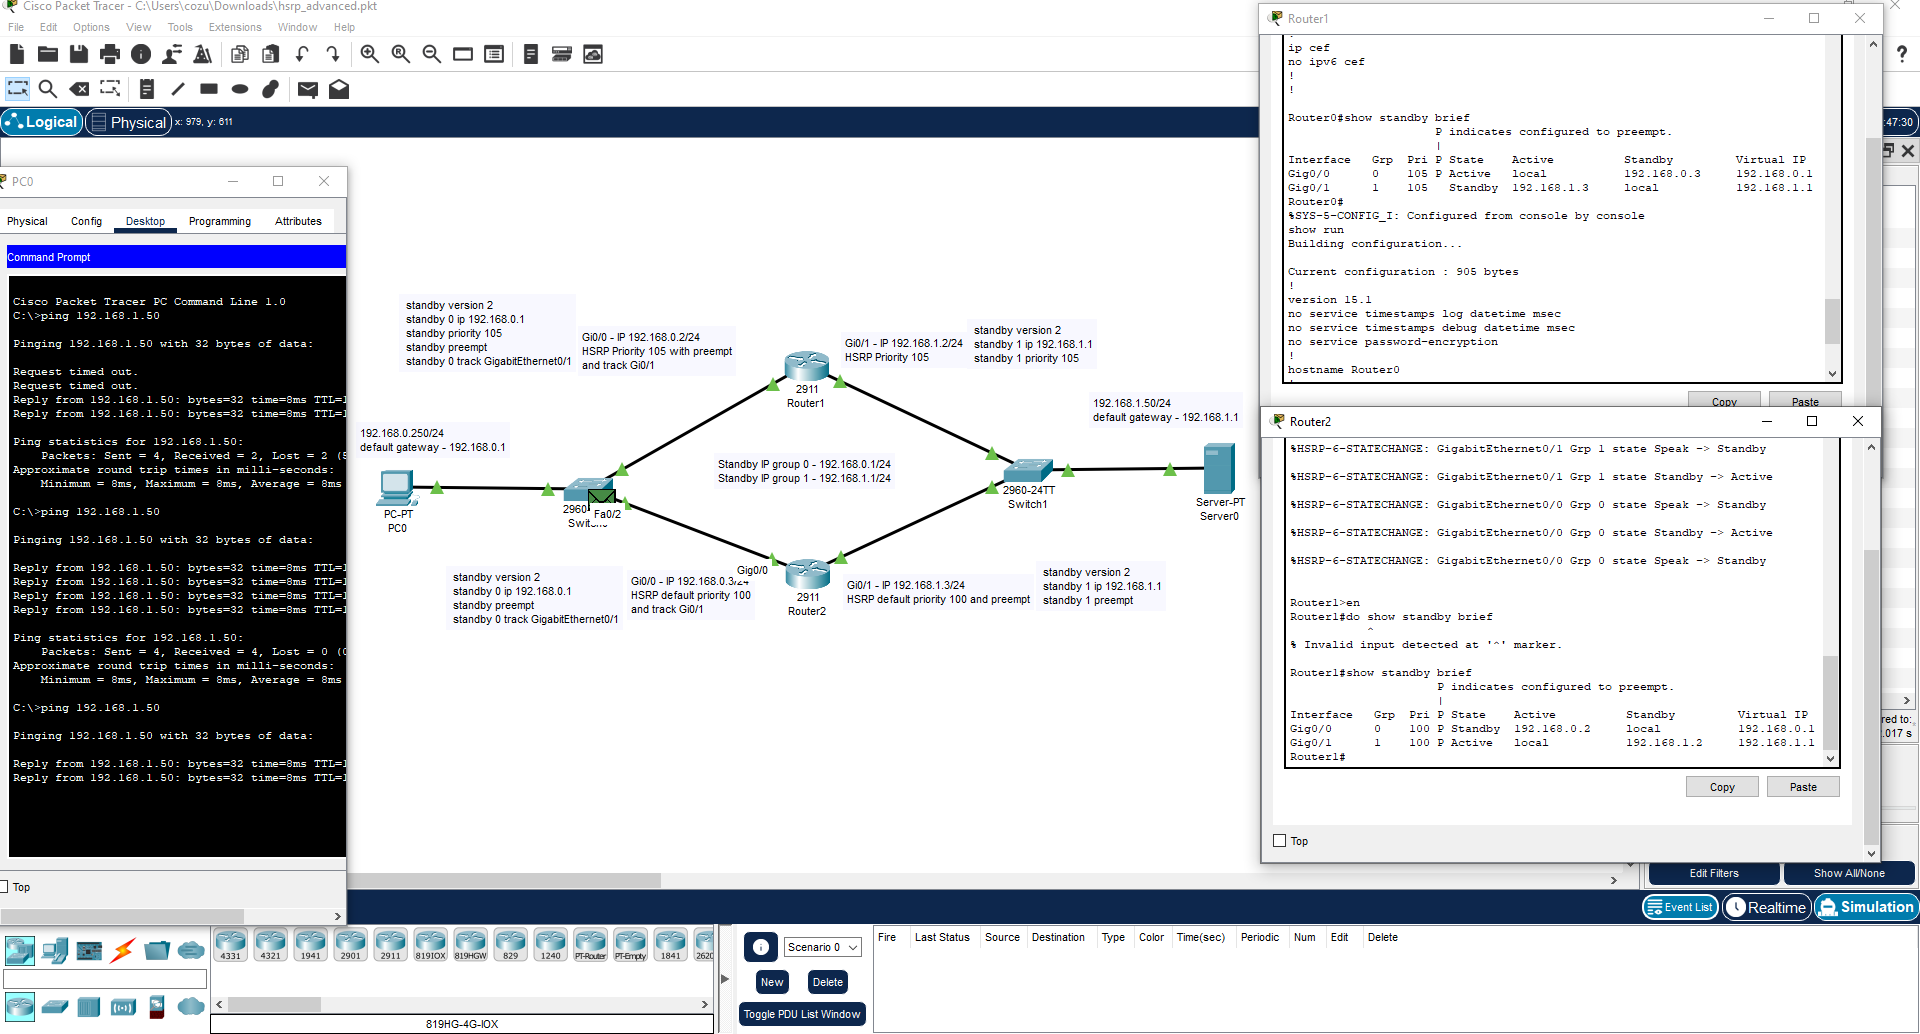 Cisco Packet Tracer - C:\Users\cozu\Downloads\hsrp_advanced.pkt
File Edit Options View Tools Extensions Window Help
Logical Physical x: 979, y: 611
:47:30
PC0
Physical Config Desktop Programming Attributes
Command Prompt
Cisco Packet Tracer PC Command Line 1.0
C:\>ping 192.168.1.50
Pinging 192.168.1.50 with 32 bytes of data:
Request timed out.
Request timed out.
Reply from 192.168.1.50: bytes=32 time=8ms TTL=
Reply from 192.168.1.50: bytes=32 time=8ms TTL=
Ping statistics for 192.168.1.50:
Packets: Sent = 4, Received = 2, Lost = 2 (5
Approximate round trip times in milli-seconds:
Minimum = 8ms, Maximum = 8ms, Average = 8ms
C:\>ping 192.168.1.50
Pinging 192.168.1.50 with 32 bytes of data:
Reply from 192.168.1.50: bytes=32 time=8ms TTL=
Reply from 192.168.1.50: bytes=32 time=8ms TTL=
Reply from 192.168.1.50: bytes=32 time=8ms TTL=
Reply from 192.168.1.50: bytes=32 time=8ms TTL=
Ping statistics for 192.168.1.50:
Packets: Sent = 4, Received = 4, Lost = 0 (0
Approximate round trip times in milli-seconds:
Minimum = 8ms, Maximum = 8ms, Average = 8ms
C:\>ping 192.168.1.50
Pinging 192.168.1.50 with 32 bytes of data:
Reply from 192.168.1.50: bytes=32 time=8ms TTL=
Reply from 192.168.1.50: bytes=32 time=8ms TTL=
Top
standby version 2
standby 0 ip 192.168.0.1
standby priority 105
standby preempt
standby 0 track GigabitEthernet0/1
Gi0/0 - IP 192.168.0.2/24
HSRP Priority 105 with preempt
and track Gi0/1
Gi0/1 - IP 192.168.1.2/24
HSRP Priority 105
standby version 2
standby 1 ip 192.168.1.1
standby 1 priority 105
2911
Router1
192.168.1.50/24
default gateway - 192.168.1.1
192.168.0.250/24
default gateway - 192.168.0.1
Standby IP group 0 - 192.168.0.1/24
Standby IP group 1 - 192.168.1.1/24
PC-PT
PC0
2960-
Fa0/2
2960-24TT
Switch1
Server-PT
Server0
Gig0/0
2911
Router2
standby version 2
standby 0 ip 192.168.0.1
standby preempt
standby 0 track GigabitEthernet0/1
Gi0/0 - IP 192.168.0.3/24
HSRP default priority 100
and track Gi0/1
Gi0/1 - IP 192.168.1.3/24
HSRP default priority 100 and preempt
standby version 2
standby 1 ip 192.168.1.1
standby 1 preempt
Router1
ip cef
no ipv6 cef
!
!
Router0#show standby brief
P indicates configured to preempt.
|
Interface Grp Pri P State Active Standby Virtual IP
Gig0/0 0 105 P Active local 192.168.0.3 192.168.0.1
Gig0/1 1 105 Standby 192.168.1.3 local 192.168.1.1
Router0#
%SYS-5-CONFIG_I: Configured from console by console
show run
Building configuration...
Current configuration : 905 bytes
!
version 15.1
no service timestamps log datetime msec
no service timestamps debug datetime msec
no service password-encryption
!
hostname Router0
Copy Paste
Router2
%HSRP-6-STATECHANGE: GigabitEthernet0/1 Grp 1 state Speak -> Standby
%HSRP-6-STATECHANGE: GigabitEthernet0/1 Grp 1 state Standby -> Active
%HSRP-6-STATECHANGE: GigabitEthernet0/0 Grp 0 state Speak -> Standby
%HSRP-6-STATECHANGE: GigabitEthernet0/0 Grp 0 state Standby -> Active
%HSRP-6-STATECHANGE: GigabitEthernet0/0 Grp 0 state Speak -> Standby
Router1>en
Router1#do show standby brief
^
% Invalid input detected at '^' marker.
Router1#show standby brief
P indicates configured to preempt.
|
Interface Grp Pri P State Active Standby Virtual IP
Gig0/0 0 100 P Standby 192.168.0.2 local 192.168.0.1
Gig0/1 1 100 P Active local 192.168.1.2 192.168.1.1
Router1#
Copy Paste
Top
red to:
.017 s
Edit Filters Show All/None
Event List Realtime Simulation
4331 4321 1941 2901 2911 819IOX 819HGW 829 1240 PT-Router PT-Empty 1841 2620
819HG-4G-IOX
Scenario 0
New Delete
Toggle PDU List Window
Fire Last Status Source Destination Type Color Time(sec) Periodic Num Edit Delete